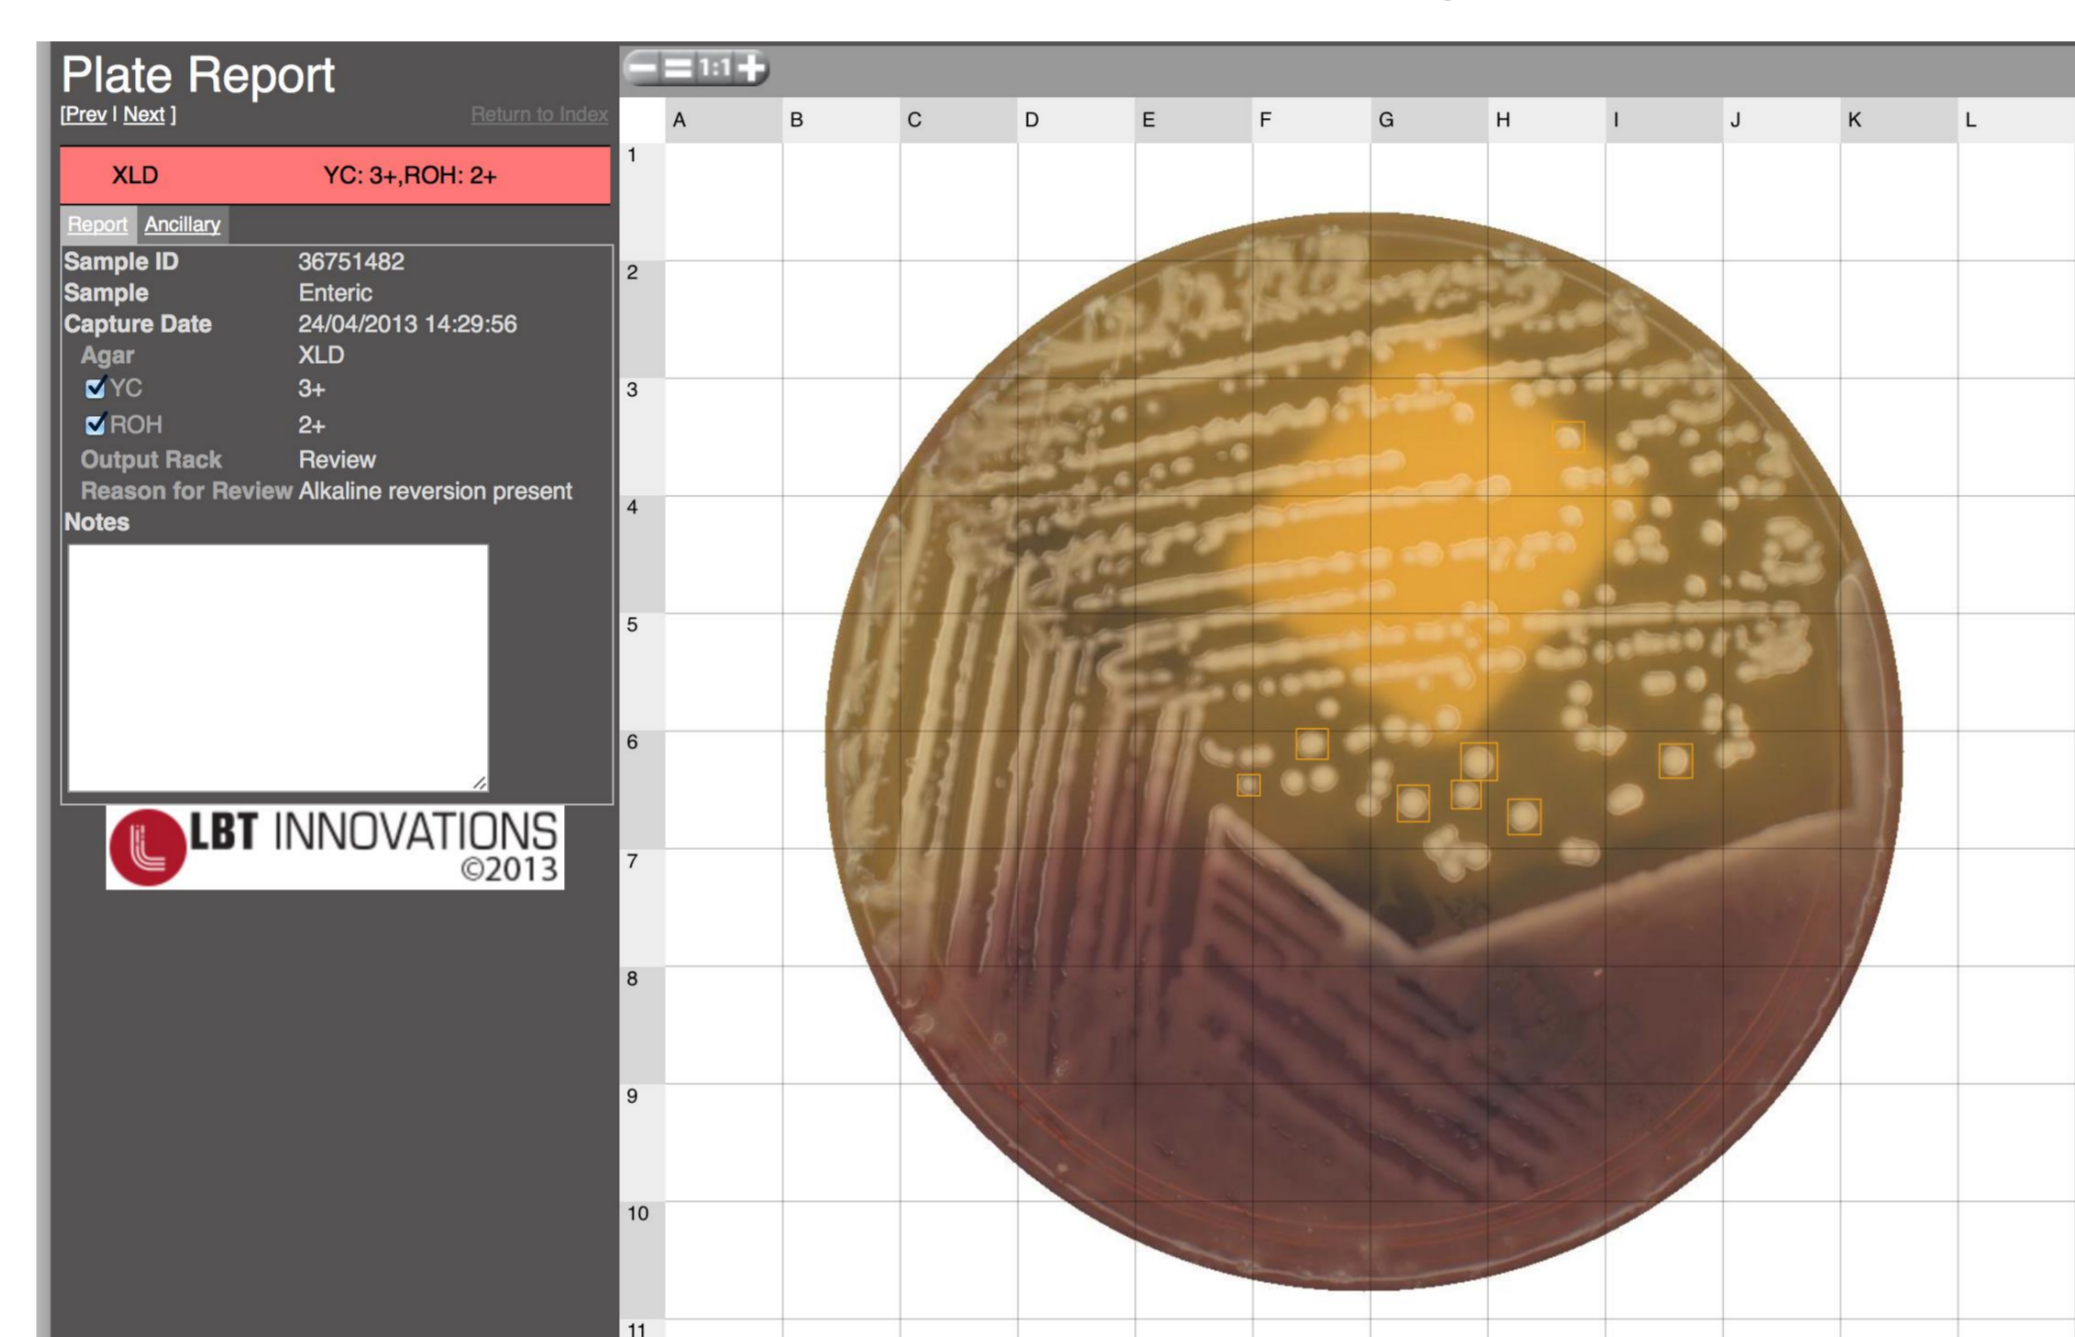 Plate Report
[Prev | Next ]
Return to Index
XLD YC: 3+,ROH: 2+
Report Ancillary
Sample ID 36751482
Sample Enteric
Capture Date 24/04/2013 14:29:56
Agar XLD
YC 3+
ROH 2+
Output Rack Review
Reason for Review Alkaline reversion present
Notes
LBT INNOVATIONS
©2013
1:1
A B C D E F G H I J K L
1
2
3
4
5
6
7
8
9
10
11